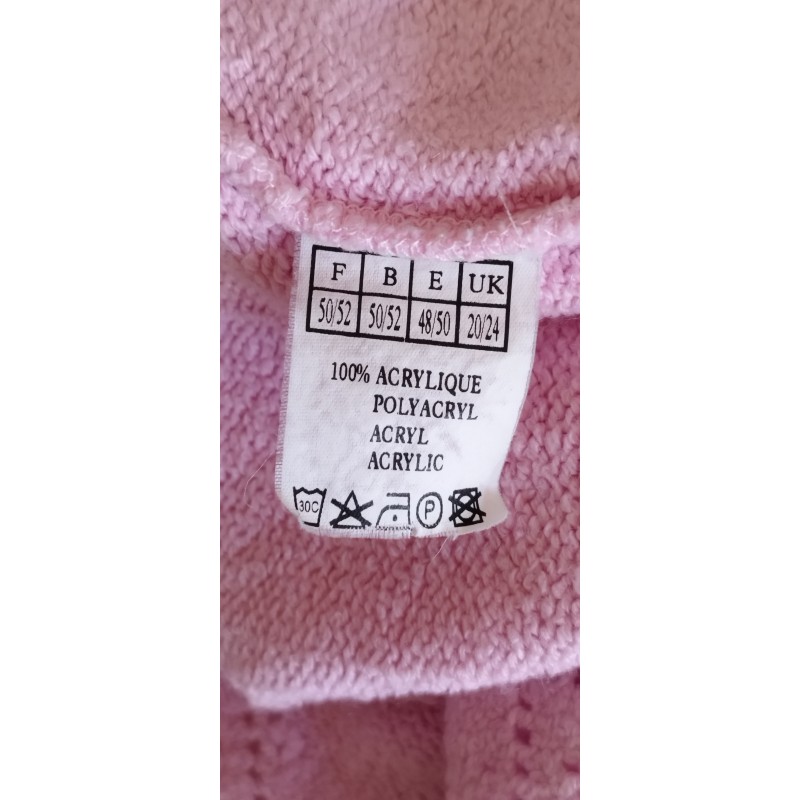 F B E UK
50/52 50/52 48/50 20/24
100% ACRYLIQUE
POLYACRYL
ACRYL
ACRYLIC
30C P